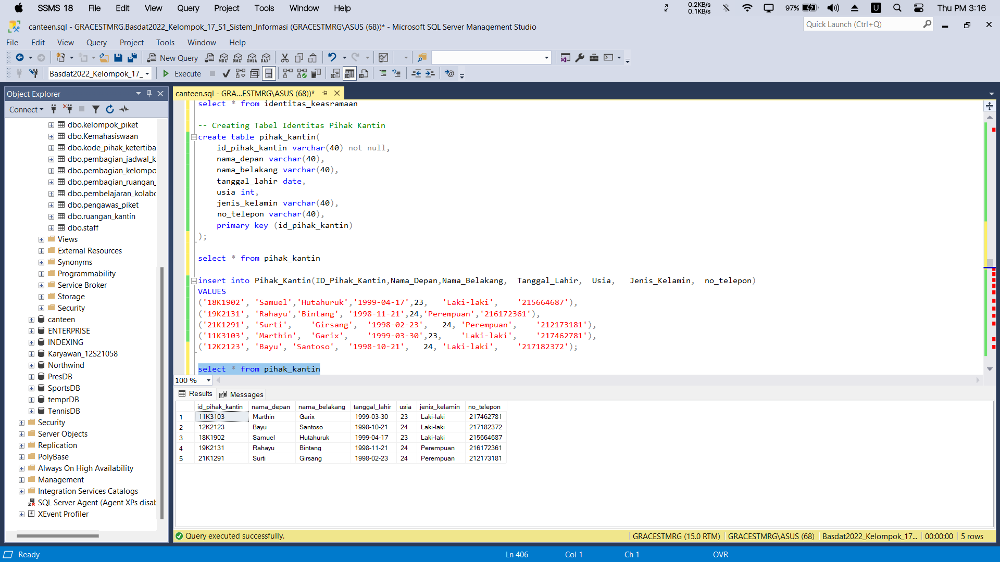 SSMS 18 File Edit View Query Project Tools Window Help 0.2KB/s 0.1KB/s 97% U Thu PM 3:16
canteen.sql - GRACESTMRG.Basdat2022_Kelompok_17_S1_Sistem_Informasi (GRACESTMRG\ASUS (68))* - Microsoft SQL Server Management Studio
Quick Launch (Ctrl+Q)
File Edit View Query Project Tools Window Help
New Query MDX DMX XMLA DAX
Basdat2022_Kelompok_17_ Execute
Object Explorer
Connect
dbo.kelompok_piket
dbo.Kemahasiswaan
dbo.kode_pihak_ketertiba
dbo.pembagian_jadwal_k
dbo.pembagian_kelompo
dbo.pembagian_ruangan_
dbo.pembelajaran_kolabo
dbo.pengawas_piket
dbo.ruangan_kantin
dbo.staff
Views
External Resources
Synonyms
Programmability
Service Broker
Storage
Security
canteen
ENTERPRISE
INDEXING
Karyawan_12S21058
Northwind
PresDB
SportsDB
temprDB
TennisDB
Security
Server Objects
Replication
PolyBase
Always On High Availability
Management
Integration Services Catalogs
SQL Server Agent (Agent XPs disab
XEvent Profiler
canteen.sql - GRA...ESTMRG\ASUS (68))*
select * from identitas_keasramaan
-- Creating Tabel Identitas Pihak Kantin
create table pihak_kantin(
id_pihak_kantin varchar(40) not null,
nama_depan varchar(40),
nama_belakang varchar(40),
tanggal_lahir date,
usia int,
jenis_kelamin varchar(40),
no_telepon varchar(40),
primary key (id_pihak_kantin)
);
select * from pihak_kantin
insert into Pihak_Kantin(ID_Pihak_Kantin,Nama_Depan,Nama_Belakang, Tanggal_Lahir, Usia, Jenis_Kelamin, no_telepon)
VALUES
('18K1902', 'Samuel','Hutahuruk','1999-04-17',23, 'Laki-laki', '215664687'),
('19K2131', 'Rahayu','Bintang', '1998-11-21',24,'Perempuan','216172361'),
('21K1291', 'Surti', 'Girsang', '1998-02-23', 24, 'Perempuan', '212173181'),
('11K3103', 'Marthin', 'Garix', '1999-03-30',23, 'Laki-laki', '217462781'),
('12K2123', 'Bayu', 'Santoso', '1998-10-21', 24, 'Laki-laki', '217182372');
select * from pihak_kantin
100 %
Results Messages
id_pihak_kantin nama_depan nama_belakang tanggal_lahir usia jenis_kelamin no_telepon
1 11K3103 Marthin Garix 1999-03-30 23 Laki-laki 217462781
2 12K2123 Bayu Santoso 1998-10-21 24 Laki-laki 217182372
3 18K1902 Samuel Hutahuruk 1999-04-17 23 Laki-laki 215664687
4 19K2131 Rahayu Bintang 1998-11-21 24 Perempuan 216172361
5 21K1291 Surti Girsang 1998-02-23 24 Perempuan 212173181
Query executed successfully. GRACESTMRG (15.0 RTM) GRACESTMRG\ASUS (68) Basdat2022_Kelompok_17... 00:00:00 5 rows
Ready Ln 406 Col 1 Ch 1 OVR